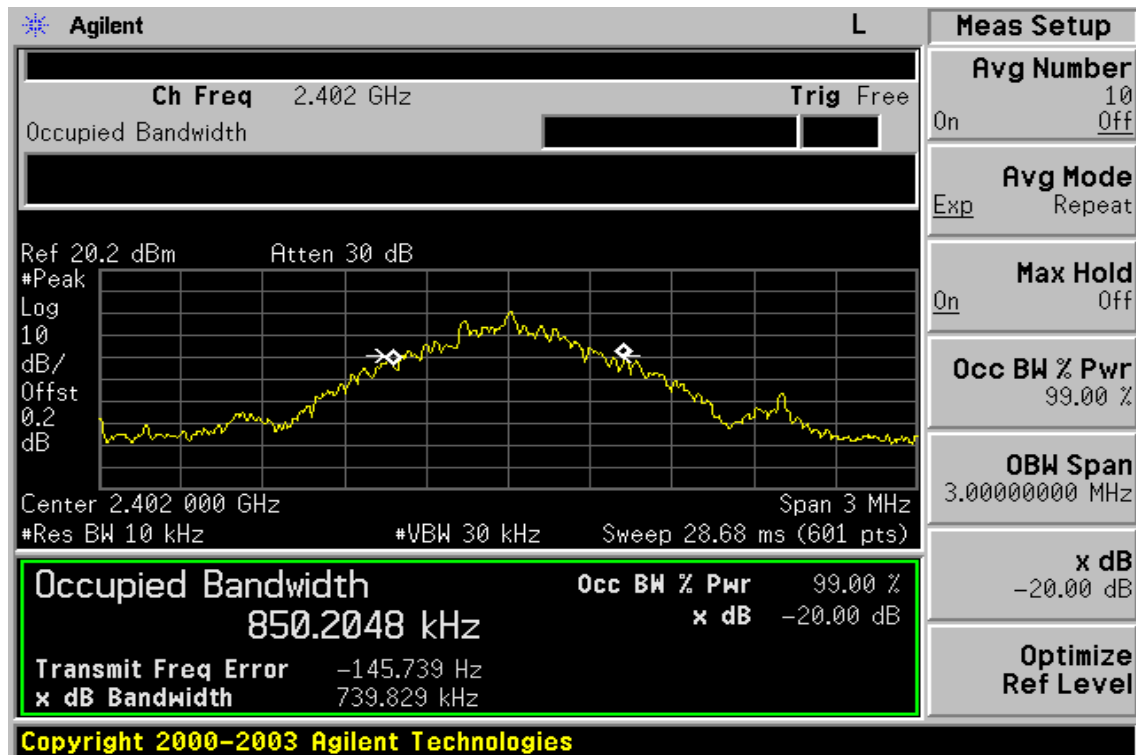 Agilent L
Ch Freq 2.402 GHz Trig Free
Occupied Bandwidth
Ref 20.2 dBm Atten 30 dB
#Peak
Log
10
dB/
Offst
0.2
dB
Center 2.402 000 GHz Span 3 MHz
#Res BW 10 kHz #VBW 30 kHz Sweep 28.68 ms (601 pts)
Occupied Bandwidth Occ BW % Pwr 99.00 %
850.2048 kHz x dB -20.00 dB
Transmit Freq Error -145.739 Hz
x dB Bandwidth 739.829 kHz
Copyright 2000-2003 Agilent Technologies
Meas Setup
Avg Number
10
On Off
Avg Mode
Exp Repeat
Max Hold
On Off
Occ BW % Pwr
99.00 %
OBW Span
3.00000000 MHz
x dB
-20.00 dB
Optimize
Ref Level